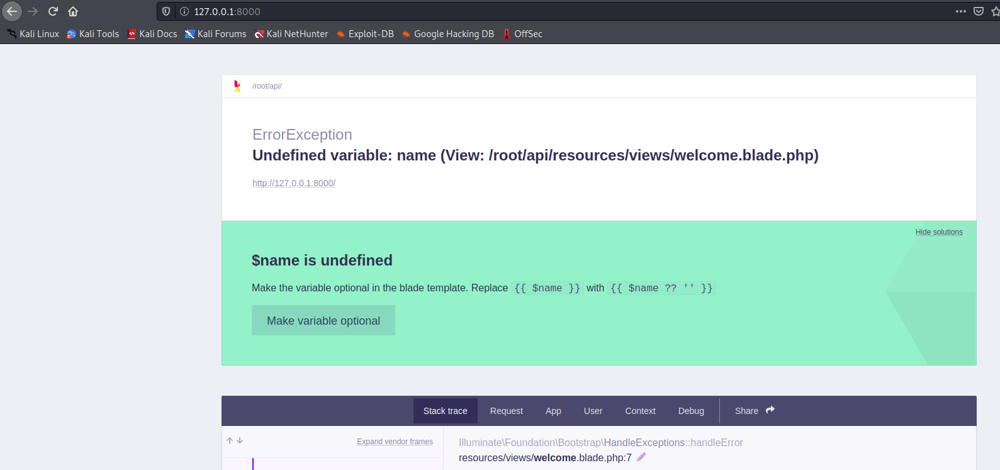 127.0.0.1:8000
Kali Linux Kali Tools Kali Docs Kali Forums Kali NetHunter Exploit-DB Google Hacking DB OffSec
/root/api/
ErrorException
Undefined variable: name (View: /root/api/resources/views/welcome.blade.php)
http://127.0.0.1:8000/
Hide solutions
$name is undefined
Make the variable optional in the blade template. Replace {{ $name }} with {{ $name ?? '' }}
Make variable optional
Stack trace Request App User Context Debug Share
Expand vendor frames
Illuminate\Foundation\Bootstrap\HandleExceptions::handleError
resources/views/welcome.blade.php:7